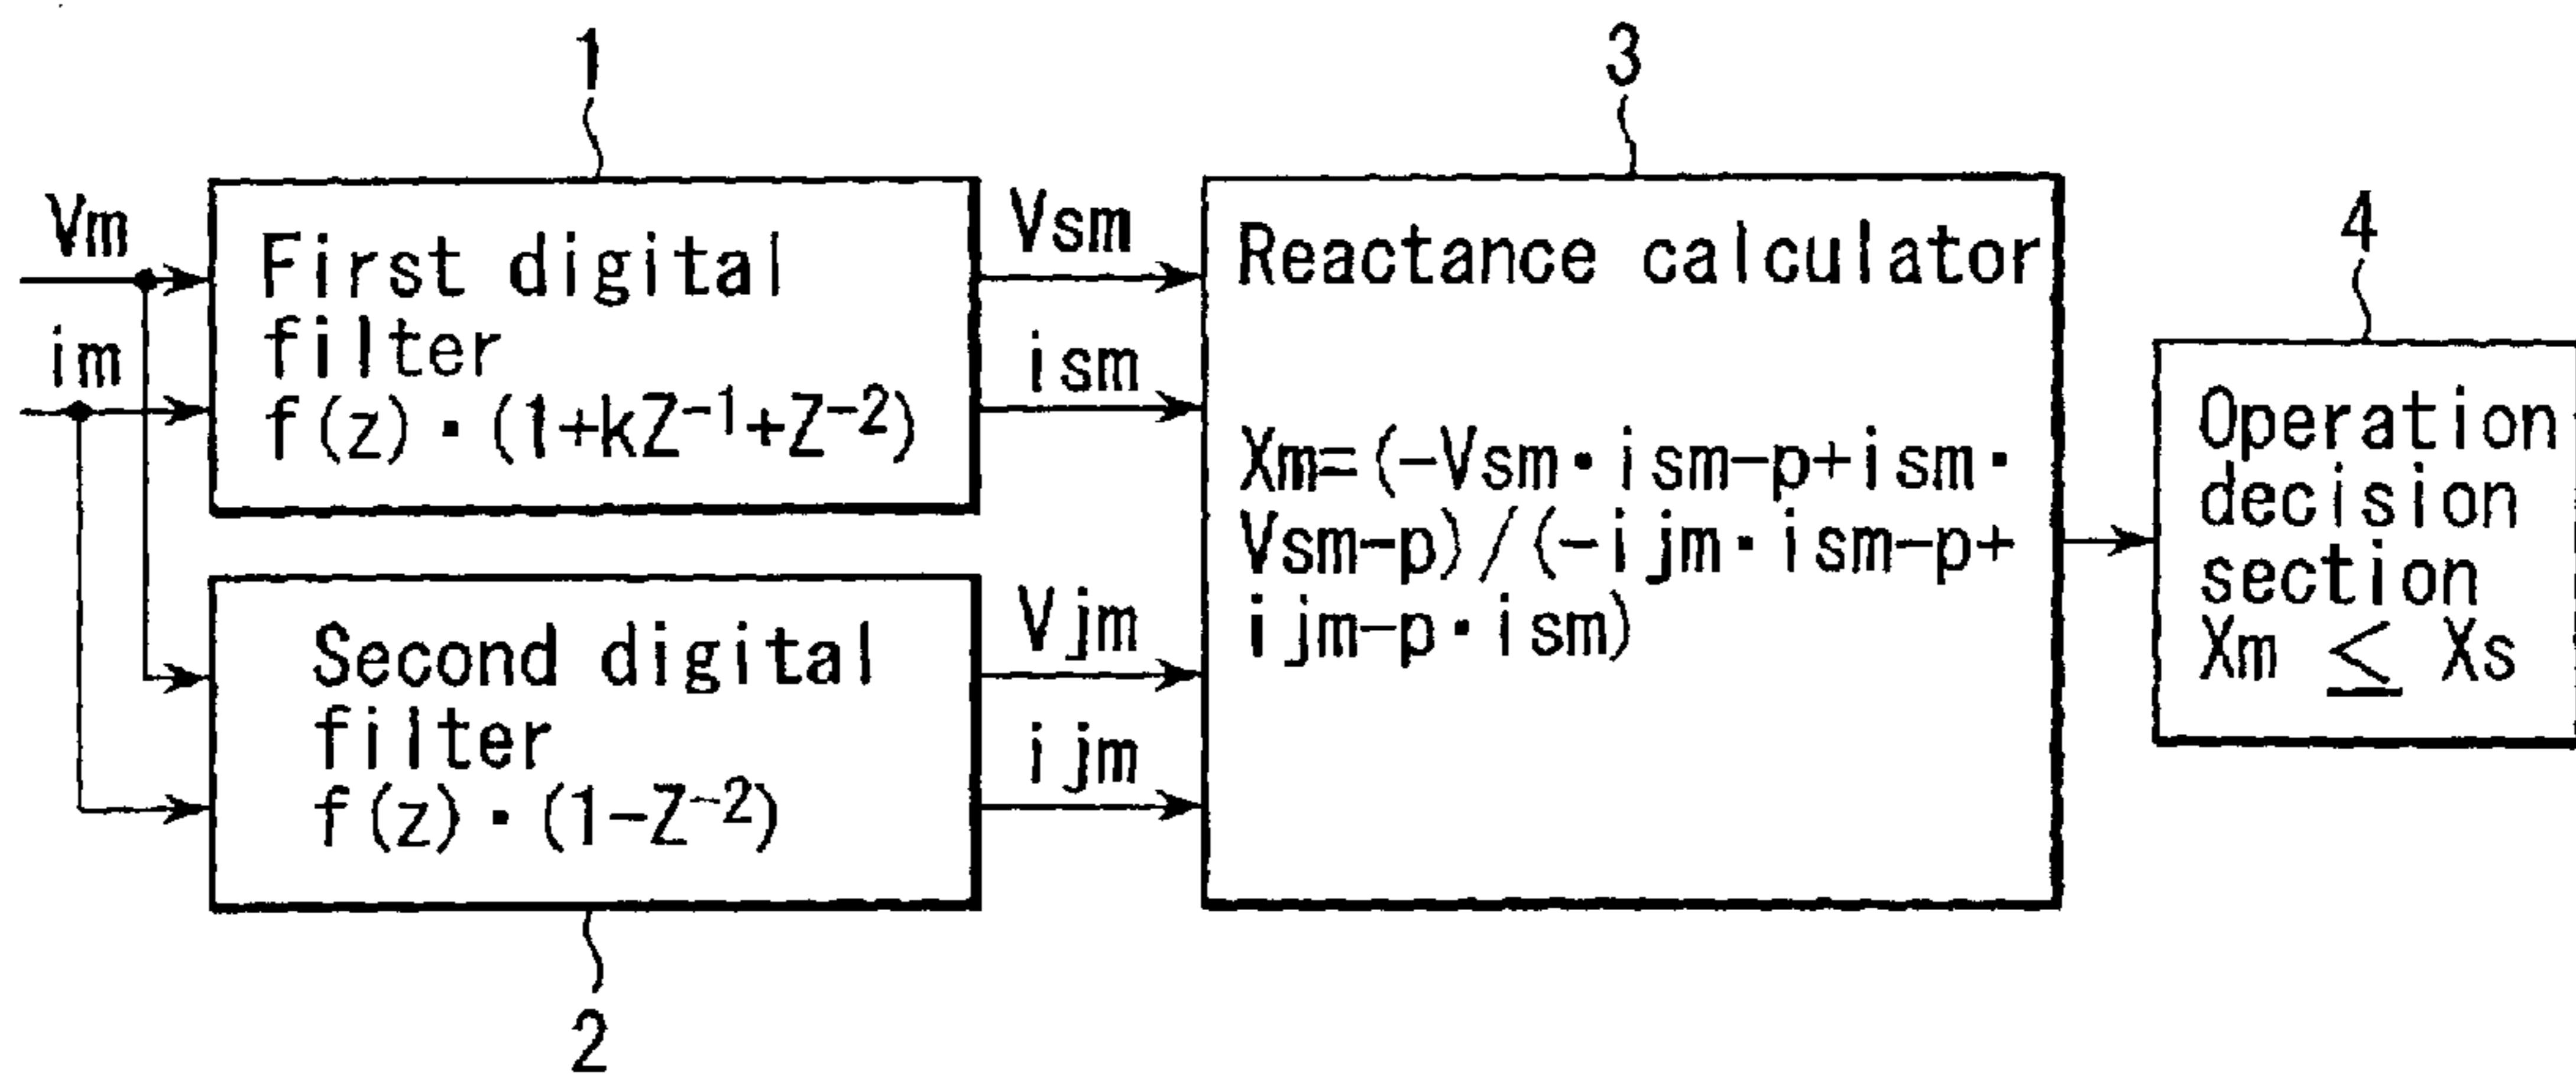 1
3
Vm
im
First digital
filter
f(z)・(1+kZ⁻¹+Z⁻²)
Vsm
ism
Reactance calculator
Xm=(-Vsm・ism-p+ism・
Vsm-p)/(-ijm・ism-p+
ijm-p・ism)
4
Operation
decision
section
Xm ≤ Xs
Second digital
filter
f(z)・(1-Z⁻²)
Vjm
ijm
2